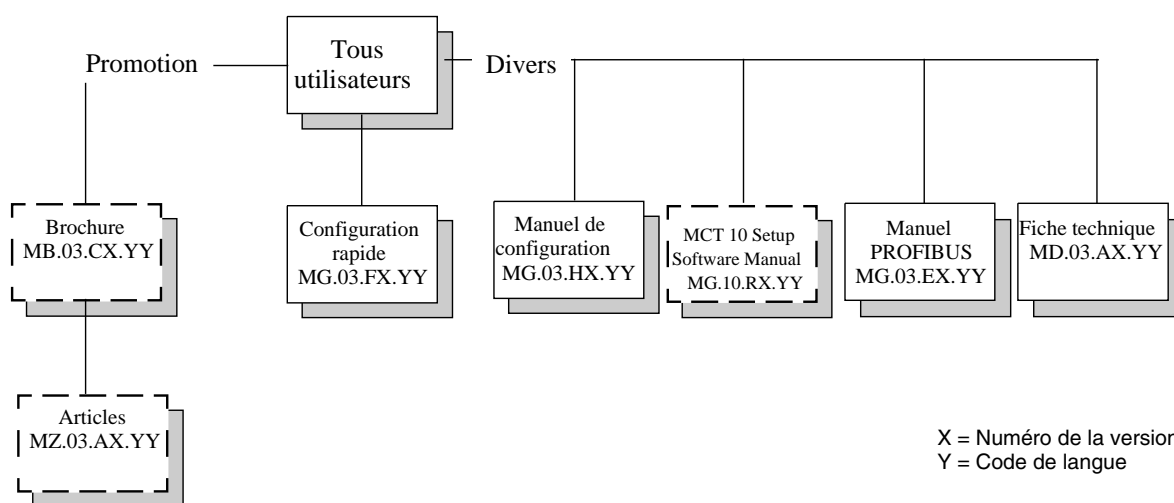 Tous
utilisateurs
Promotion
Divers
Brochure
MB.03.CX.YY
Configuration
rapide
MG.03.FX.YY
Manuel de
configuration
MG.03.HX.YY
MCT 10 Setup
Software Manual
MG.10.RX.YY
Manuel
PROFIBUS
MG.03.EX.YY
Fiche technique
MD.03.AX.YY
Articles
MZ.03.AX.YY
X = Numéro de la version
Y = Code de langue